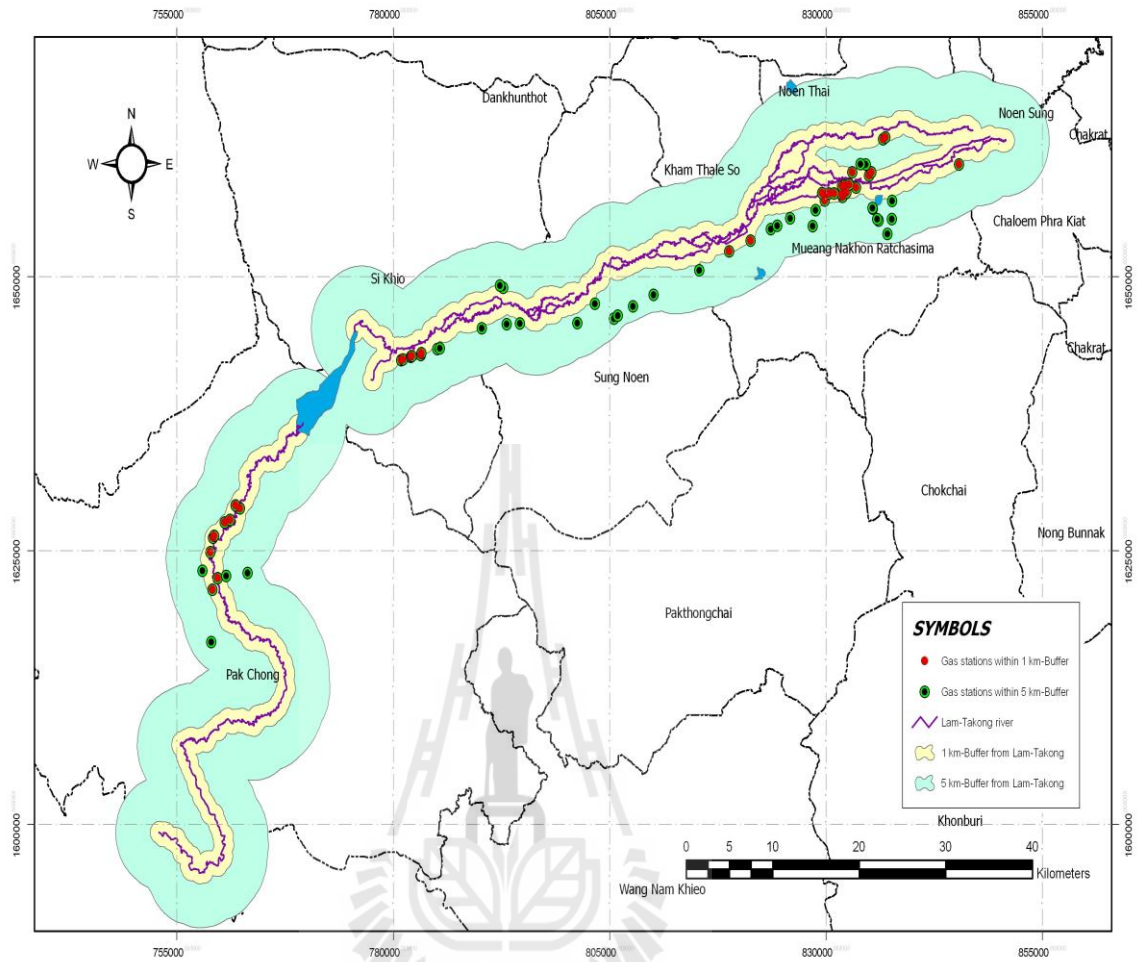 755000 780000 805000 830000 855000
N
W E
S
Dankhunthot
Noen Thai
Noen Sung
Chakrat
Kham Thale So
Chaloem Phra Kiat
Mueang Nakhon Ratchasima
Si Khio
1650000 1650000
Chakrat
Sung Noen
Chokchai
Nong Bunnak
1625000 1625000
Pakthongchai
SYMBOLS
Gas stations within 1 km-Buffer
Gas stations within 5 km-Buffer
Lam-Takong river
1 km-Buffer from Lam-Takong
5 km-Buffer from Lam-Takong
Pak Chong
Khonburi
1600000 1600000
0 5 10 20 30 40
Kilometers
Wang Nam Khieo
755000 780000 805000 830000 855000